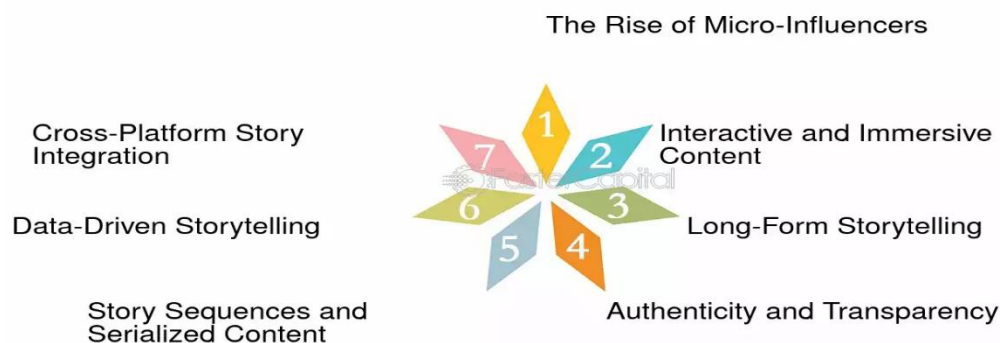 The Rise of Micro-Influencers
1
Interactive and Immersive
Content
2
Long-Form Storytelling
3
Authenticity and Transparency
4
Story Sequences and
Serialized Content
5
Data-Driven Storytelling
6
Cross-Platform Story
Integration
7
FasterCapital